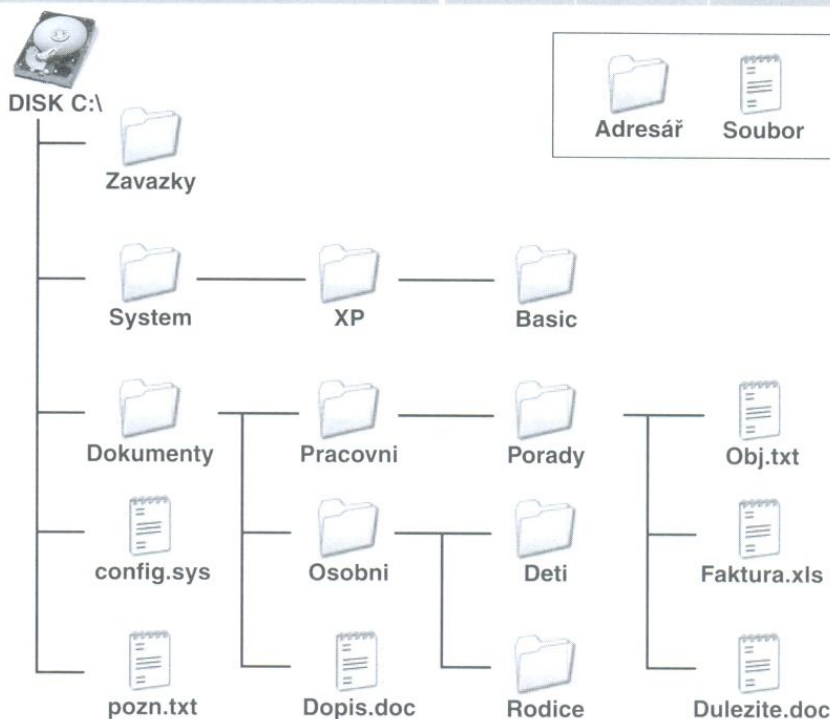 DISK C:\
Adresář Soubor
Zavazky
System XP Basic
Dokumenty Pracovni Porady Obj.txt
config.sys Osobni Deti Faktura.xls
pozn.txt Dopis.doc Rodice Dulezite.doc